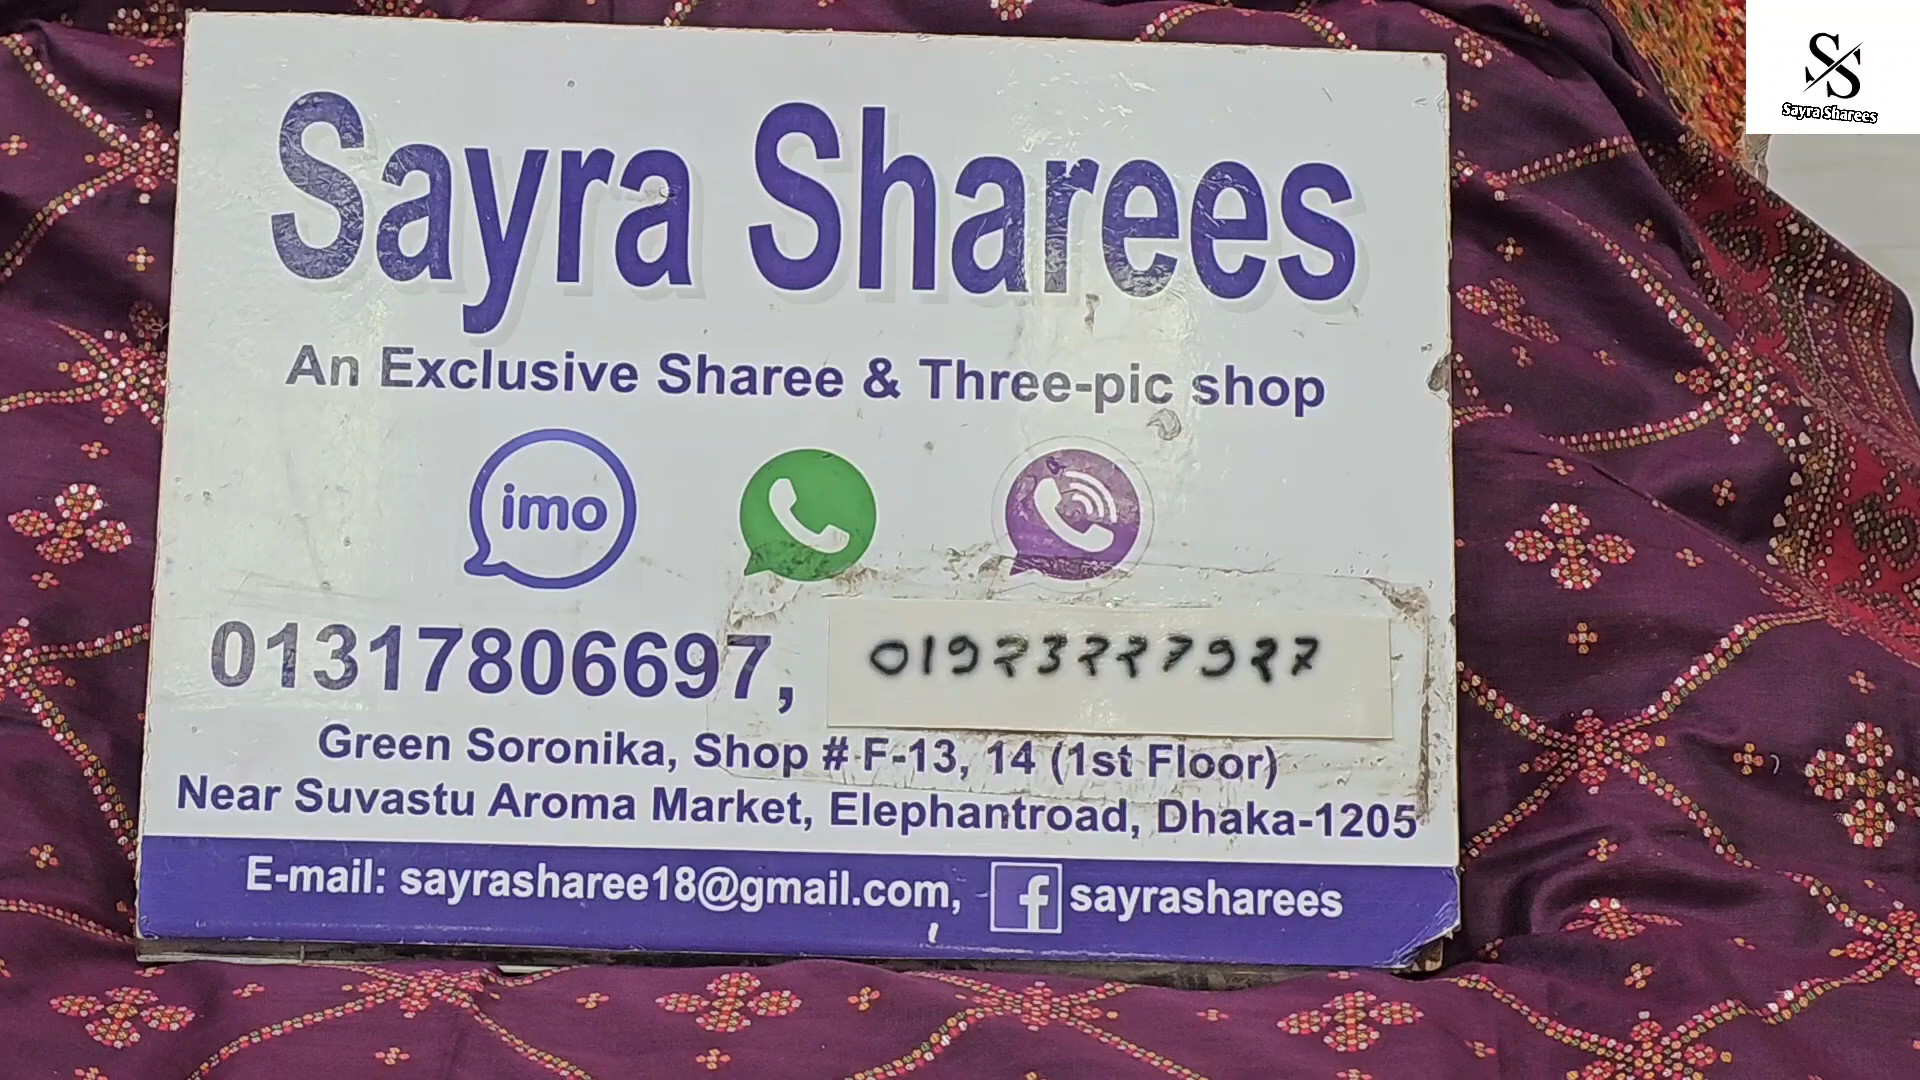 Sayra Sharees
An Exclusive Sharee & Three-pic shop
imo
01317806697,
Green Soronika, Shop # F-13, 14 (1st Floor)
Near Suvastu Aroma Market, Elephantroad, Dhaka-1205
E-mail: sayrasharee18@gmail.com, f sayrasharees
SS
Sayra Sharees